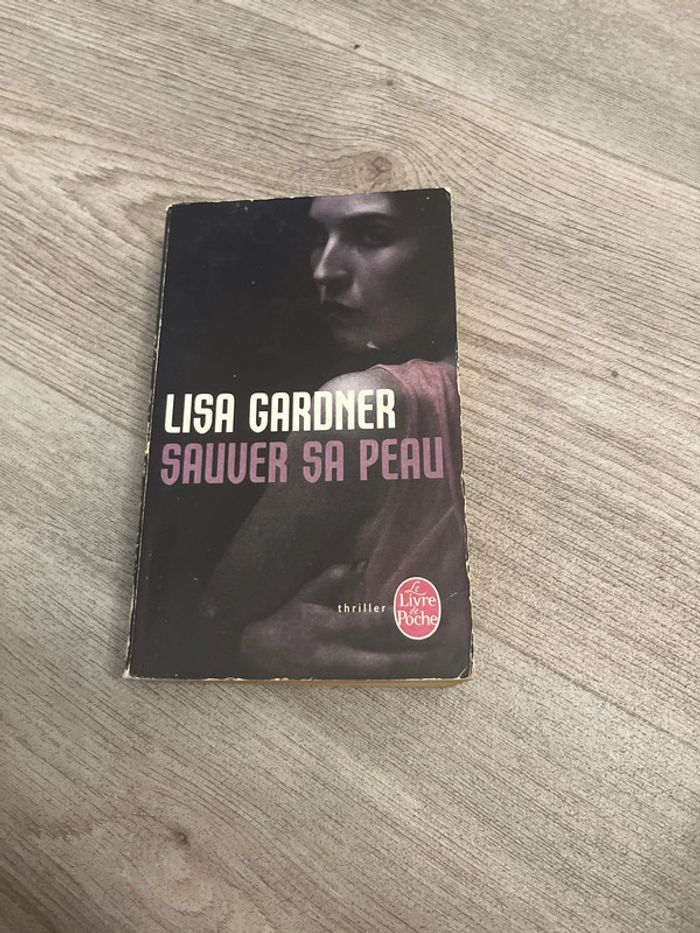 LISA GARDNER
SAUVER SA PEAU
thriller
Le
Livre
de
Poche